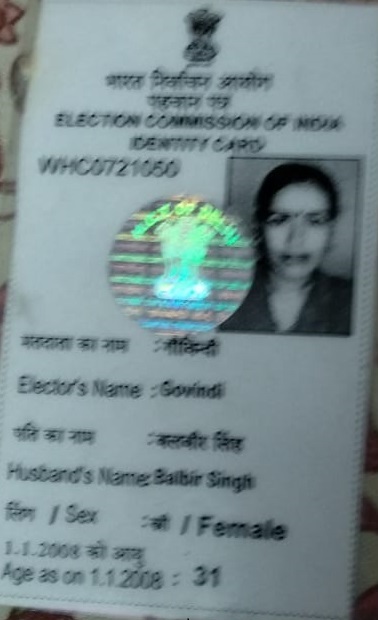 भारत निर्वाचन आयोग
पहचान पत्र
ELECTION COMMISSION OF INDIA
IDENTITY CARD
WHC0721050
मतदाता का नाम : गोविन्दी
Elector's Name : Govindi
पति का नाम : बलबीर सिंह
Husband's Name: Balbir Singh
लिंग / Sex : स्त्री / Female
1.1.2008 को आयु
Age as on 1.1.2008 : 31